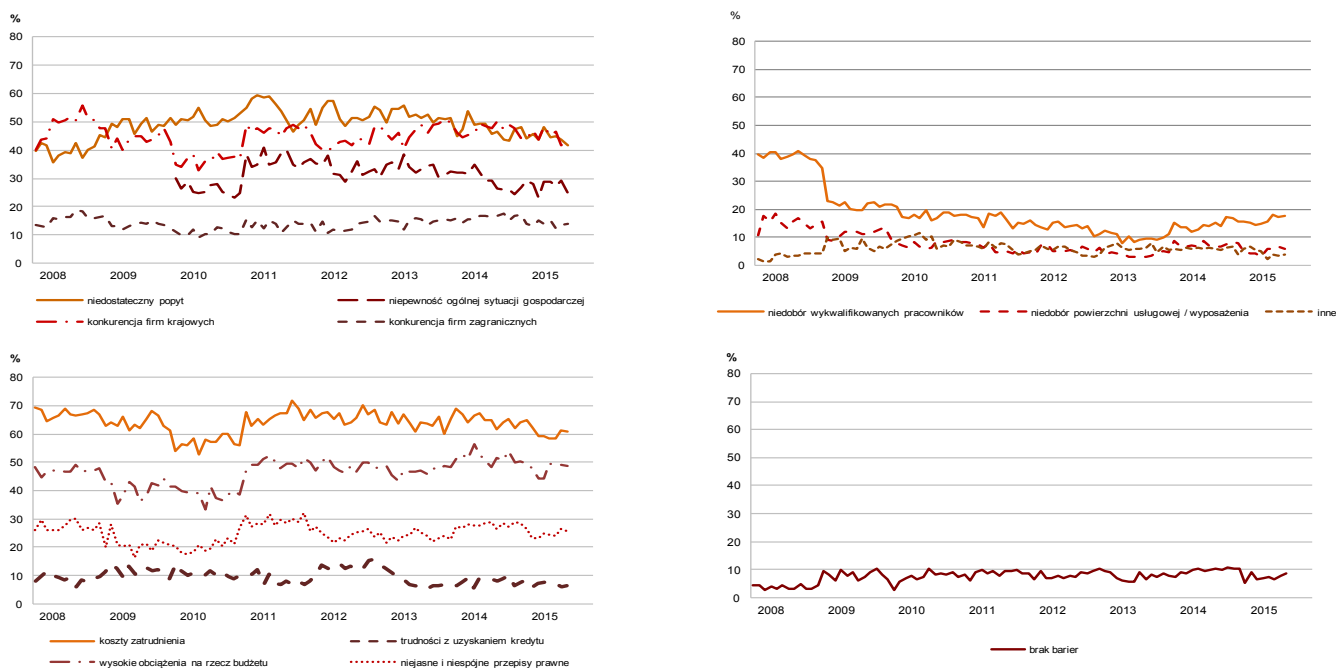 %
80
70
60
50
40
30
20
10
0
2008 2009 2010 2011 2012 2013 2014 2015
niedostateczny popyt
niepewność ogólnej sytuacji gospodarczej
konkurencja firm krajowych
konkurencja firm zagranicznych
%
80
70
60
50
40
30
20
10
0
2008 2009 2010 2011 2012 2013 2014 2015
niedobór wykwalifikowanych pracowników
niedobór powierzchni usługowej / wyposażenia
inne
%
80
70
60
50
40
30
20
10
0
2008 2009 2010 2011 2012 2013 2014 2015
koszty zatrudnienia
trudności z uzyskaniem kredytu
wysokie obciążenia na rzecz budżetu
niejasne i niespójne przepisy prawne
%
80
70
60
50
40
30
20
10
0
2008 2009 2010 2011 2012 2013 2014 2015
brak barier